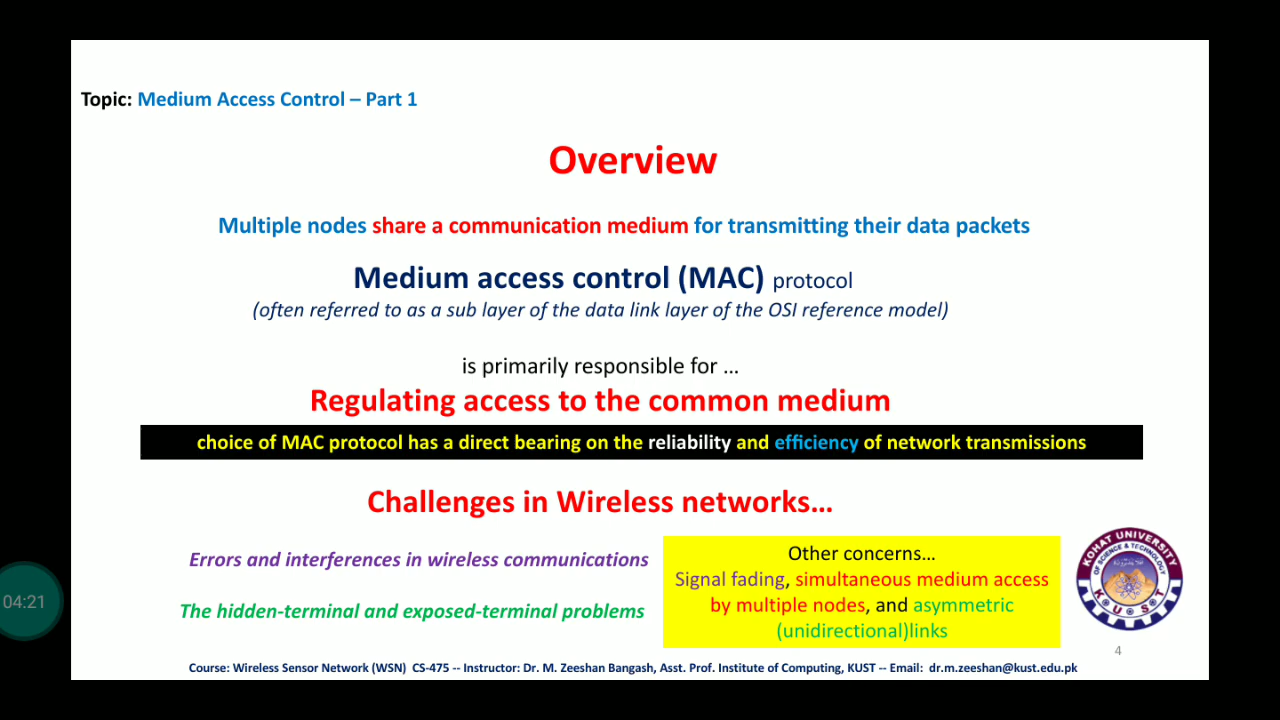 Topic: Medium Access Control – Part 1
Overview
Multiple nodes share a communication medium for transmitting their data packets
Medium access control (MAC) protocol
(often referred to as a sub layer of the data link layer of the OSI reference model)
is primarily responsible for ...
Regulating access to the common medium
choice of MAC protocol has a direct bearing on the reliability and efficiency of network transmissions
Challenges in Wireless networks...
Errors and interferences in wireless communications
The hidden-terminal and exposed-terminal problems
Other concerns...
Signal fading, simultaneous medium access
by multiple nodes, and asymmetric
(unidirectional)links
KOHAT UNIVERSITY
OF SCIENCE & TECHNOLOGY
K U S T
04:21
4
Course: Wireless Sensor Network (WSN) CS-475 -- Instructor: Dr. M. Zeeshan Bangash, Asst. Prof. Institute of Computing, KUST -- Email: dr.m.zeeshan@kust.edu.pk